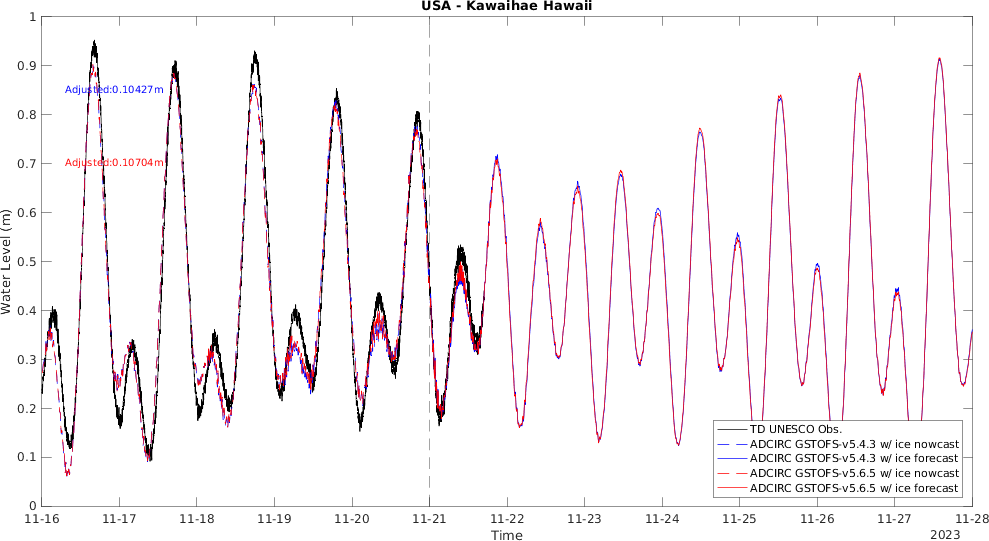 USA - Kawaihae Hawaii
1
0.9
Adjusted:0.10427m
0.8
0.7
Adjusted:0.10704m
0.6
Water Level (m)
0.5
0.4
0.3
0.2
0.1
0
TD UNESCO Obs.
ADCIRC GSTOFS-v5.4.3 w/ ice nowcast
ADCIRC GSTOFS-v5.4.3 w/ ice forecast
ADCIRC GSTOFS-v5.6.5 w/ ice nowcast
ADCIRC GSTOFS-v5.6.5 w/ ice forecast
11-16 11-17 11-18 11-19 11-20 11-21 11-22 11-23 11-24 11-25 11-26 11-27 11-28
Time 2023